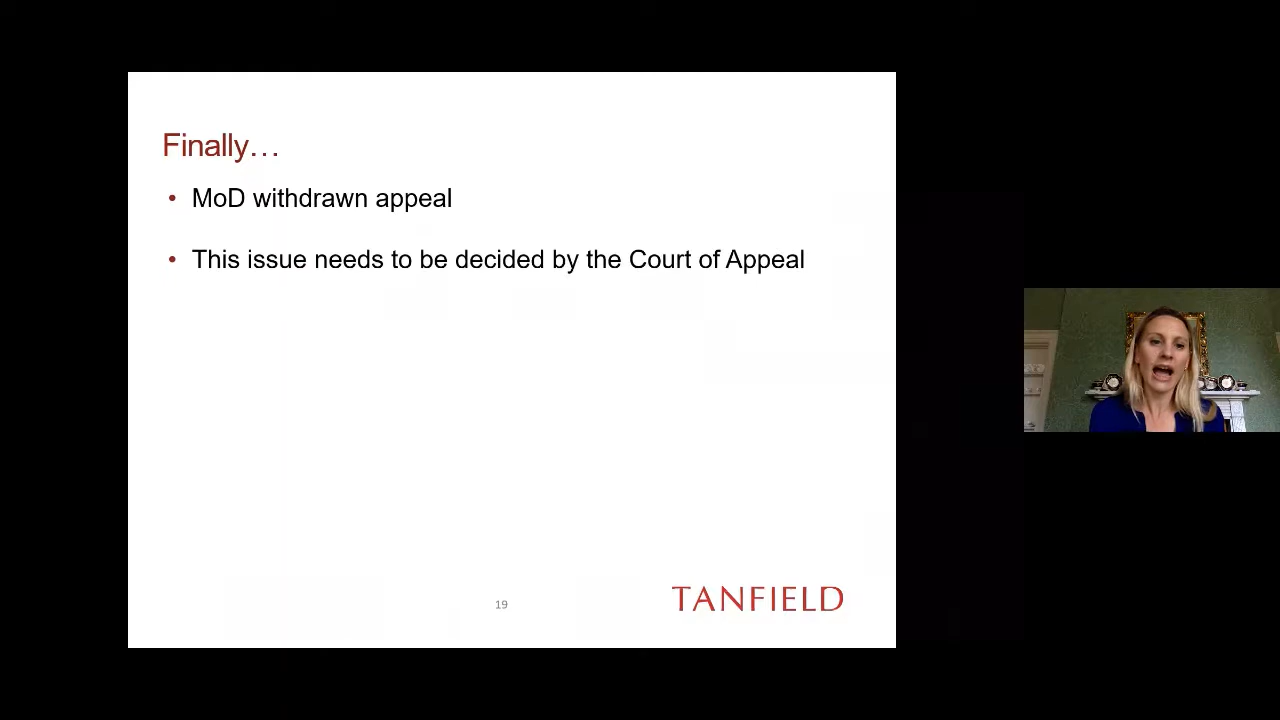 Finally…
• MoD withdrawn appeal
• This issue needs to be decided by the Court of Appeal
19
TANFIELD